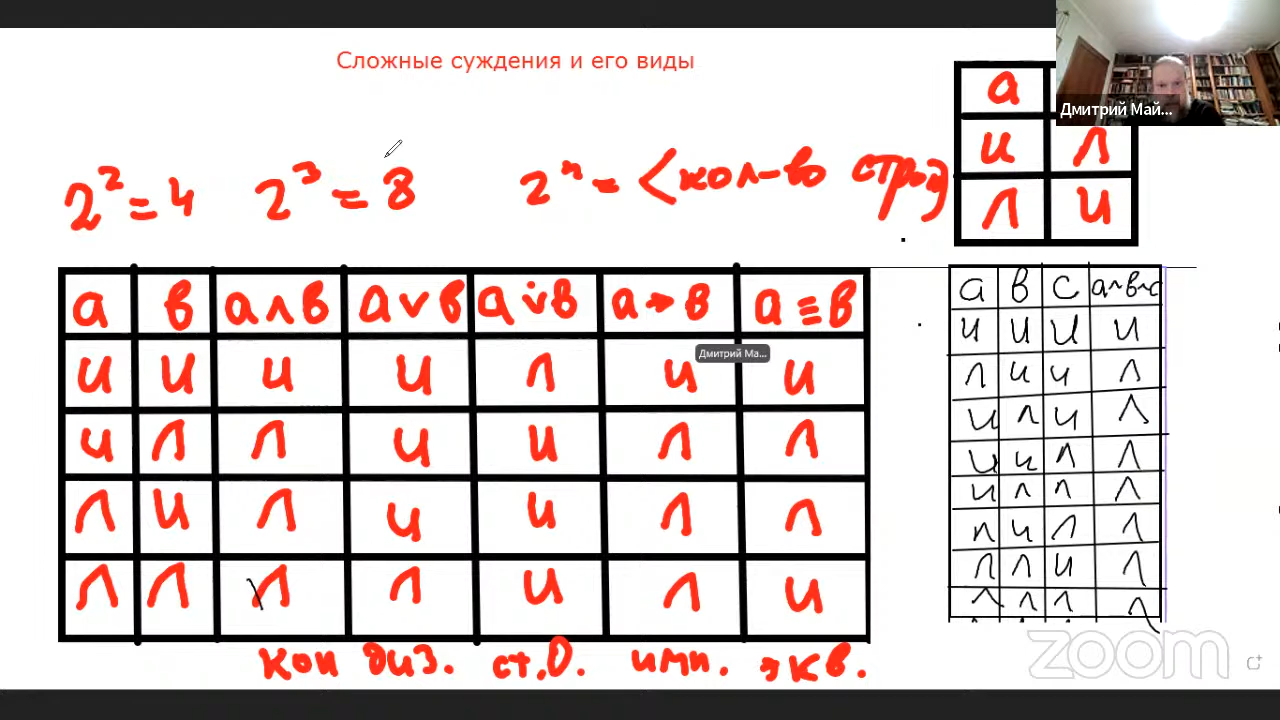 Сложные суждения и его виды
Дмитрий Май...
а
и л
л и
2² = 4 2³ = 8 2ⁿ = (кол-во строк)
а в а ∧ в а ∨ в а ∨̇ в а → в а ≡ в
Дмитрий Ма...
и и и и л и и
и л л и и л л
л и л и и л л
л л л л и л и
кон диз. ст.д. имп. экв.
а в с а^в^с
и и и и
л и и л
и л и л
и и л л
и л л л
л и л л
л л и л
л л л л
zoom